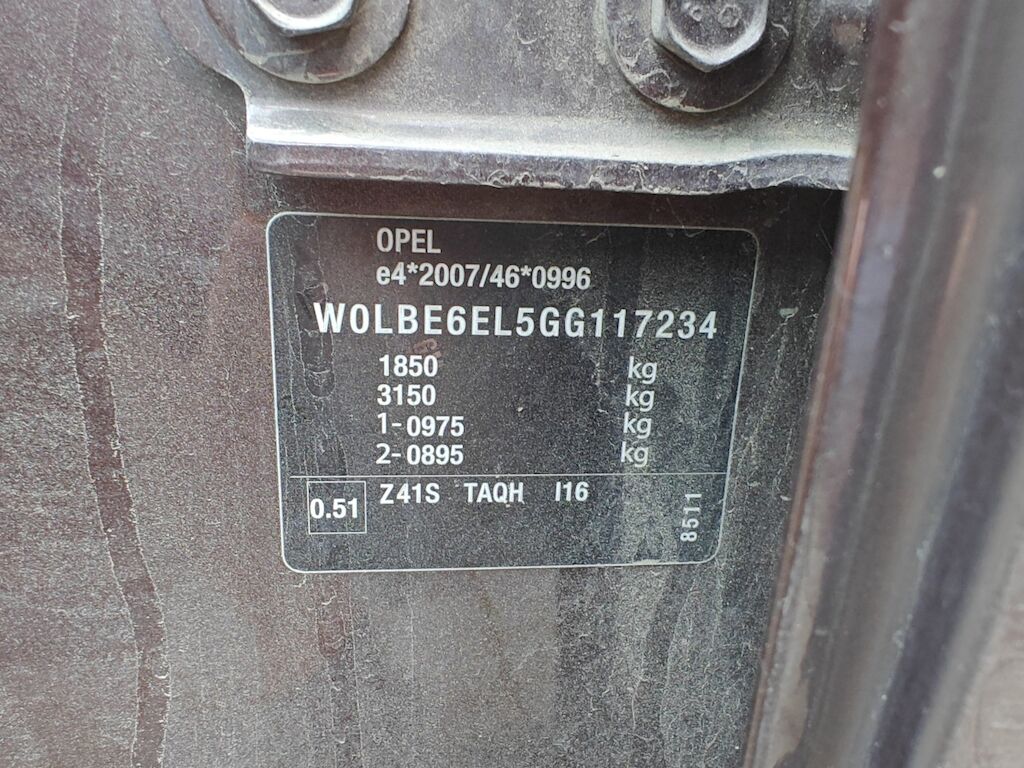 OPEL
e4*2007/46*0996
W0LBE6EL5GG117234
1850 kg
3150 kg
1-0975 kg
2-0895 kg
0.51 Z41S TAQH I16
8511